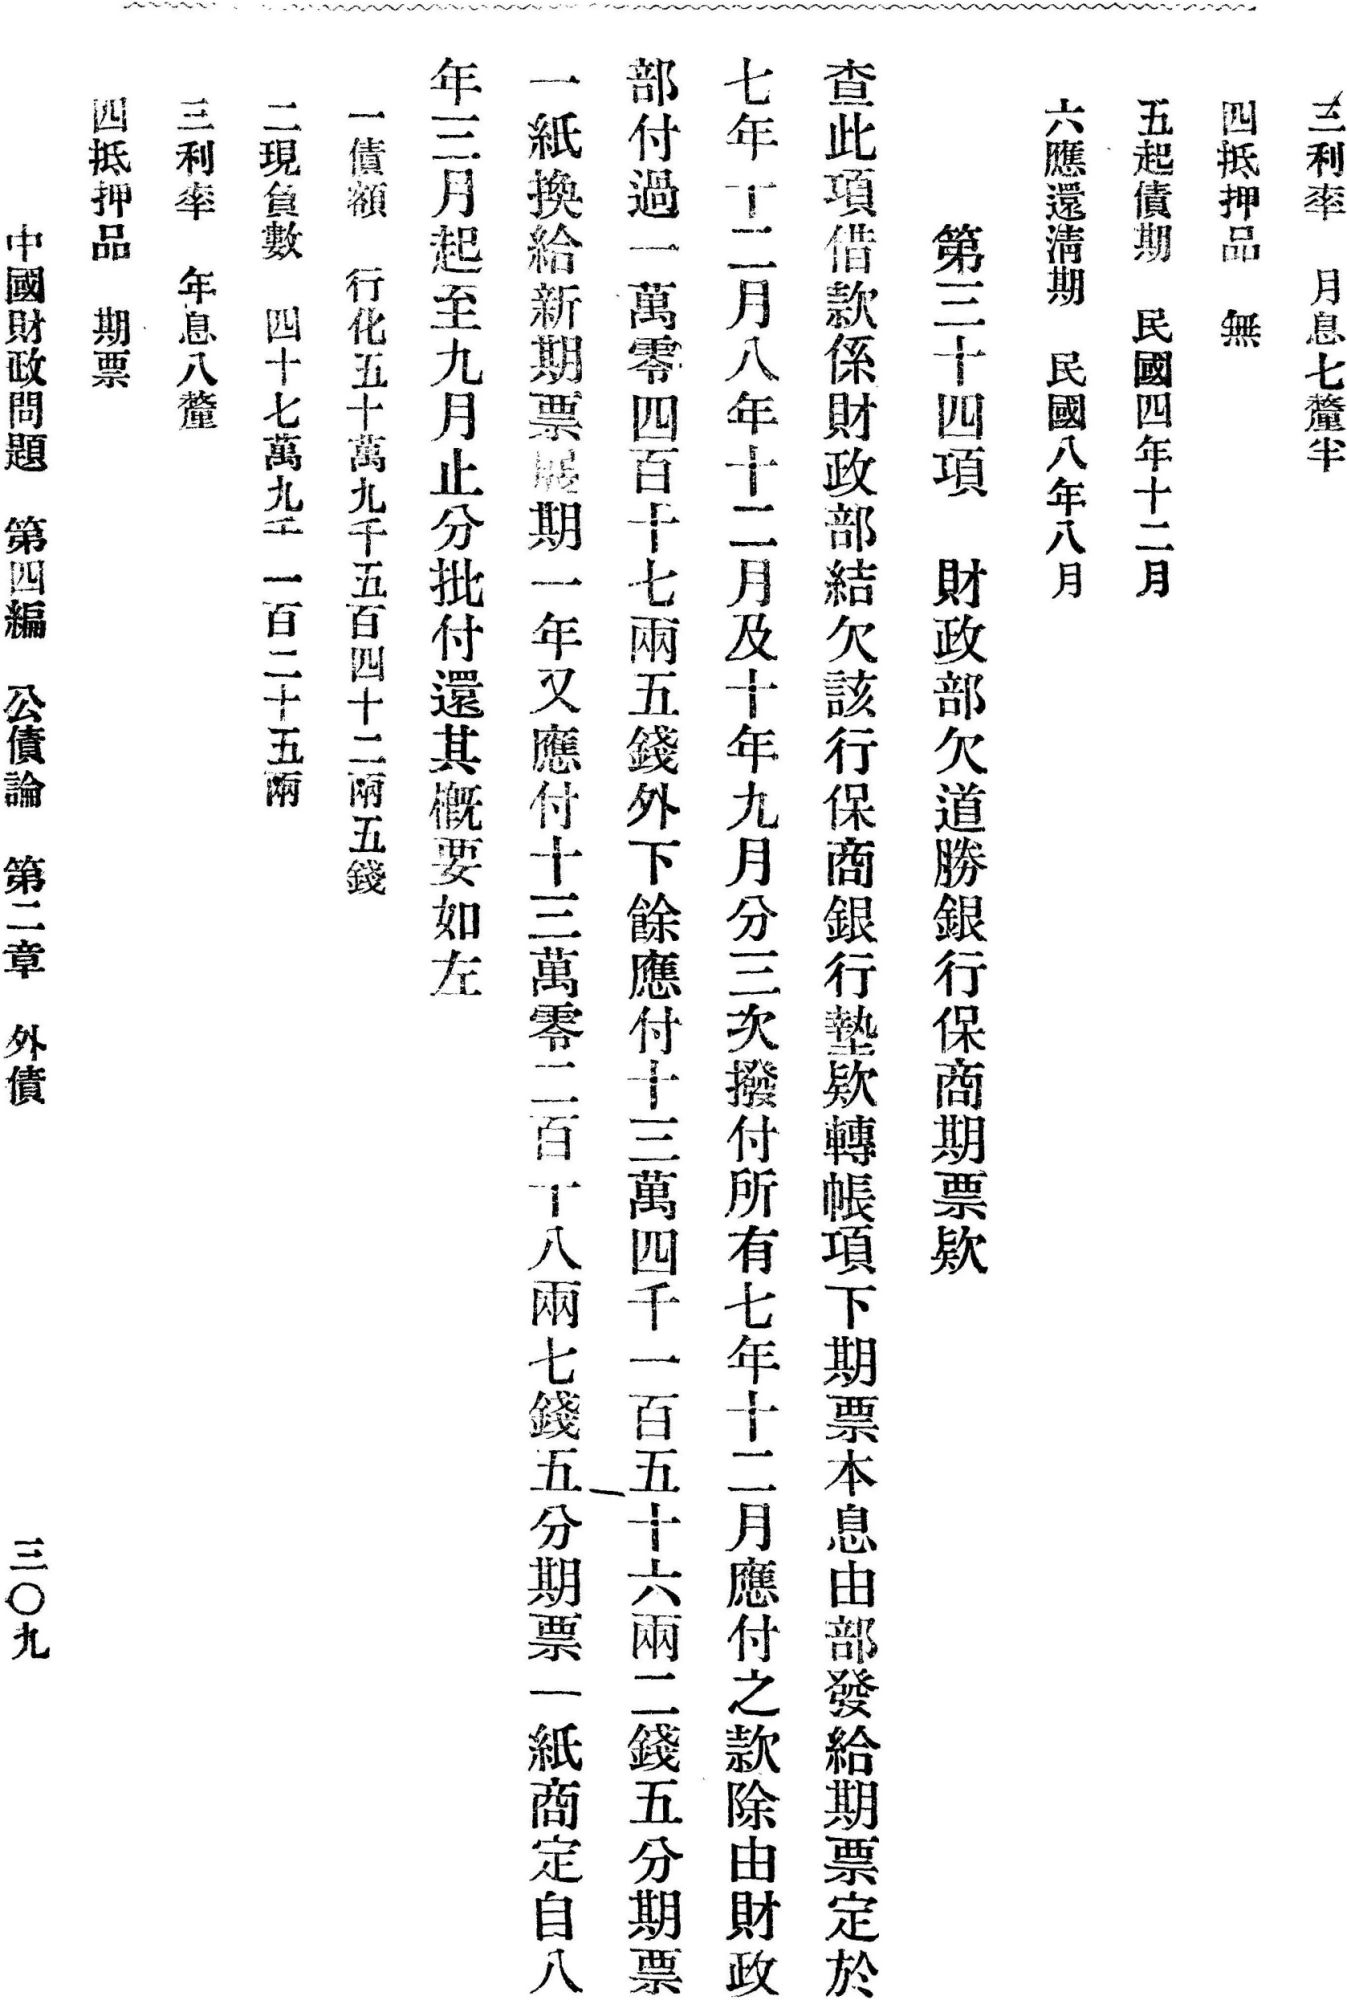 三利率　月息七釐半
四抵押品　無
五起債期　民國四年十二月
六應還淸期　民國八年八月
第三十四項　財政部欠道勝銀行保商期票欵
查此項借款係財政部結欠該行保商銀行墊欵轉帳項下期票本息由部發給期票定於
七年十二月八年十二月及十年九月分三次撥付所有七年十二月應付之款除由財政
部付過一萬零四百十七兩五錢外下餘應付十三萬四千一百五十六兩二錢五分期票
一紙換給新期票展期一年又應付十三萬零二百十八兩七錢五分期票一紙商定自八
年三月起至九月止分批付還其槪要如左
一債額　行化五十萬九千五百四十二兩五錢
二現負數　四十七萬九千一百二十五兩
三利率　年息八釐
四抵押品　期票
中國財政問題　第四編　公債論　第二章　外債
三〇九